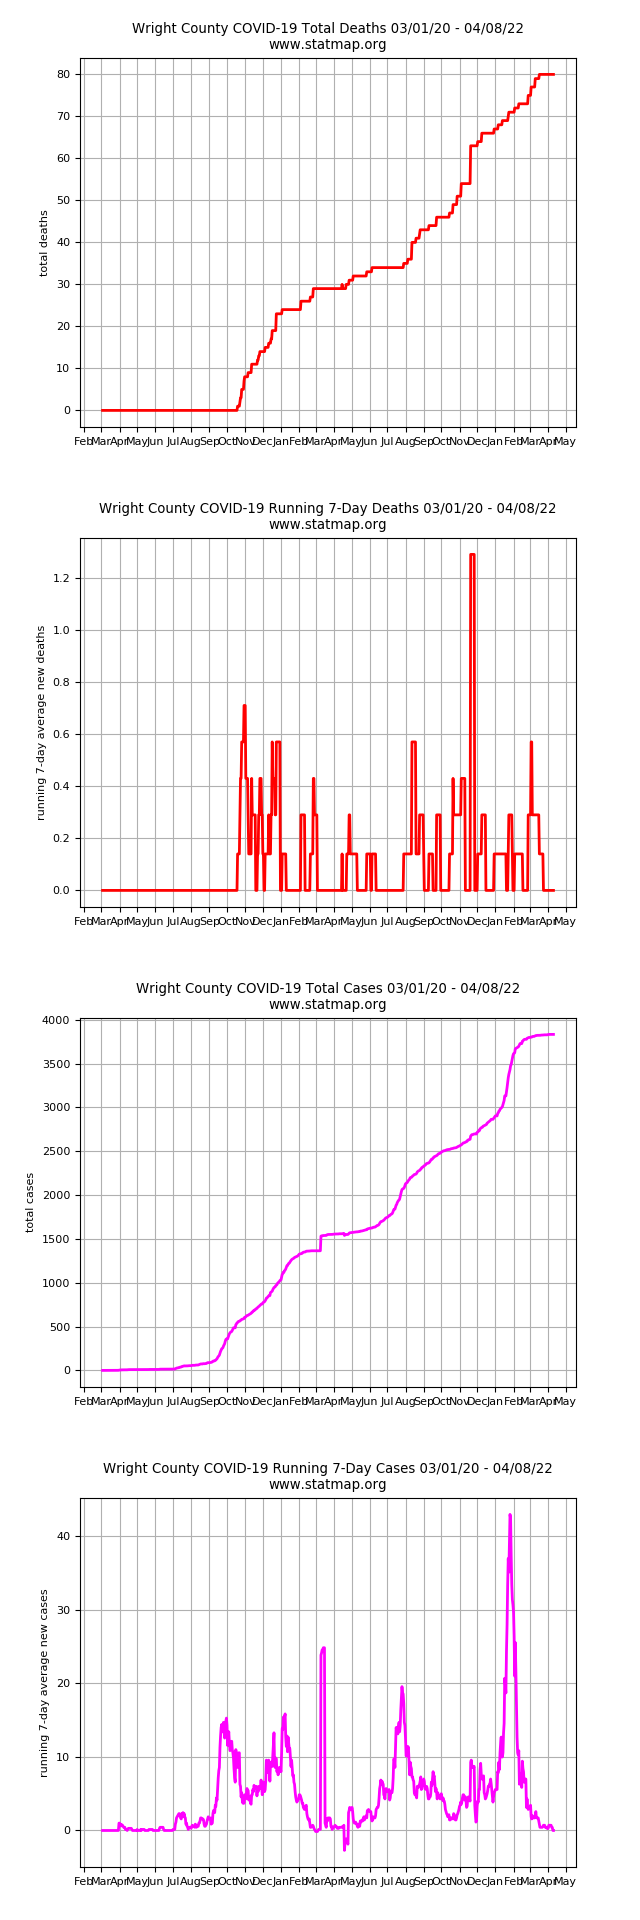 Wright County COVID-19 Total Deaths 03/01/20 - 04/08/22
www.statmap.org
80
70
60
50
40
30
20
10
0
total deaths
Feb Mar Apr May Jun Jul Aug Sep Oct Nov Dec Jan Feb Mar Apr May Jun Jul Aug Sep Oct Nov Dec Jan Feb Mar Apr May
Wright County COVID-19 Running 7-Day Deaths 03/01/20 - 04/08/22
www.statmap.org
1.2
1.0
0.8
0.6
0.4
0.2
0.0
running 7-day average new deaths
Feb Mar Apr May Jun Jul Aug Sep Oct Nov Dec Jan Feb Mar Apr May Jun Jul Aug Sep Oct Nov Dec Jan Feb Mar Apr May
Wright County COVID-19 Total Cases 03/01/20 - 04/08/22
www.statmap.org
4000
3500
3000
2500
2000
1500
1000
500
0
total cases
Feb Mar Apr May Jun Jul Aug Sep Oct Nov Dec Jan Feb Mar Apr May Jun Jul Aug Sep Oct Nov Dec Jan Feb Mar Apr May
Wright County COVID-19 Running 7-Day Cases 03/01/20 - 04/08/22
www.statmap.org
40
30
20
10
0
running 7-day average new cases
Feb Mar Apr May Jun Jul Aug Sep Oct Nov Dec Jan Feb Mar Apr May Jun Jul Aug Sep Oct Nov Dec Jan Feb Mar Apr May